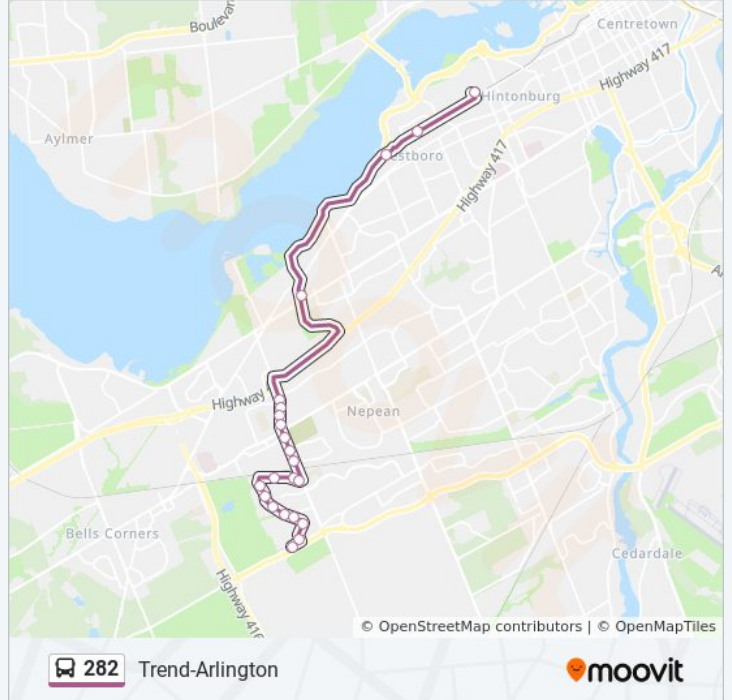 Boulevar
Centretown
Highway 417
Hintonburg
Aylmer
estboro
Highway 417
A
Highway
Nepean
Bells Corners
Cedardale
Highway 416
© OpenStreetMap contributors | © OpenMapTiles
282 Trend-Arlington
moovit